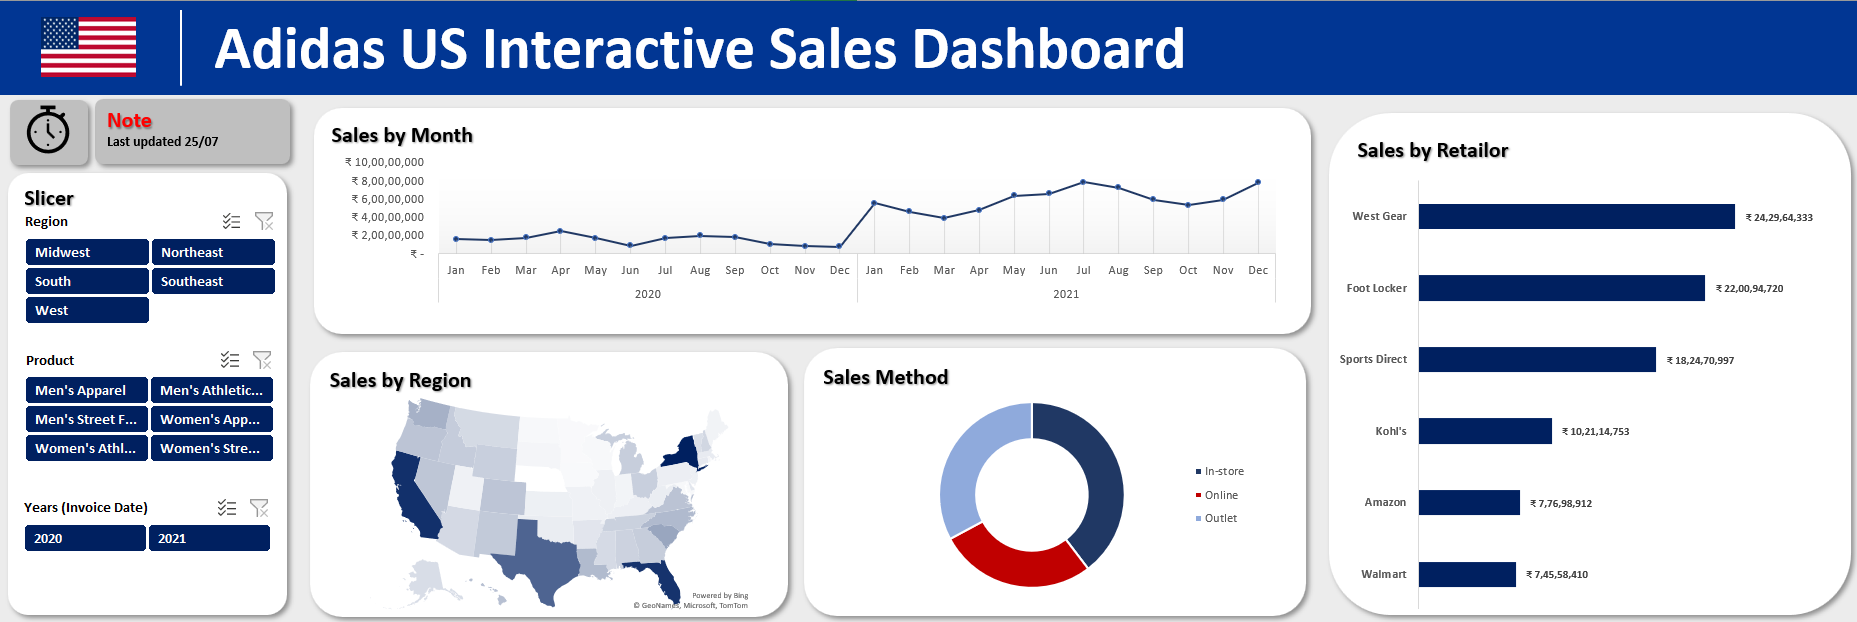 Adidas US Interactive Sales Dashboard
Note
Last updated 25/07
Slicer
Region
Midwest
Northeast
South
Southeast
West
Product
Men's Apparel
Men's Athletic...
Men's Street F...
Women's App...
Women's Athl...
Women's Stre...
Years (Invoice Date)
2020
2021
Sales by Month
₹ 10,00,00,000
₹ 8,00,00,000
₹ 6,00,00,000
₹ 4,00,00,000
₹ 2,00,00,000
₹ -
Jan Feb Mar Apr May Jun Jul Aug Sep Oct Nov Dec Jan Feb Mar Apr May Jun Jul Aug Sep Oct Nov Dec
2020 2021
Sales by Region
Powered by Bing
© GeoNames, Microsoft, TomTom
Sales Method
In-store
Online
Outlet
Sales by Retailor
West Gear ₹ 24,29,64,333
Foot Locker ₹ 22,00,94,720
Sports Direct ₹ 18,24,70,997
Kohl's ₹ 10,21,14,753
Amazon ₹ 7,76,98,912
Walmart ₹ 7,45,58,410